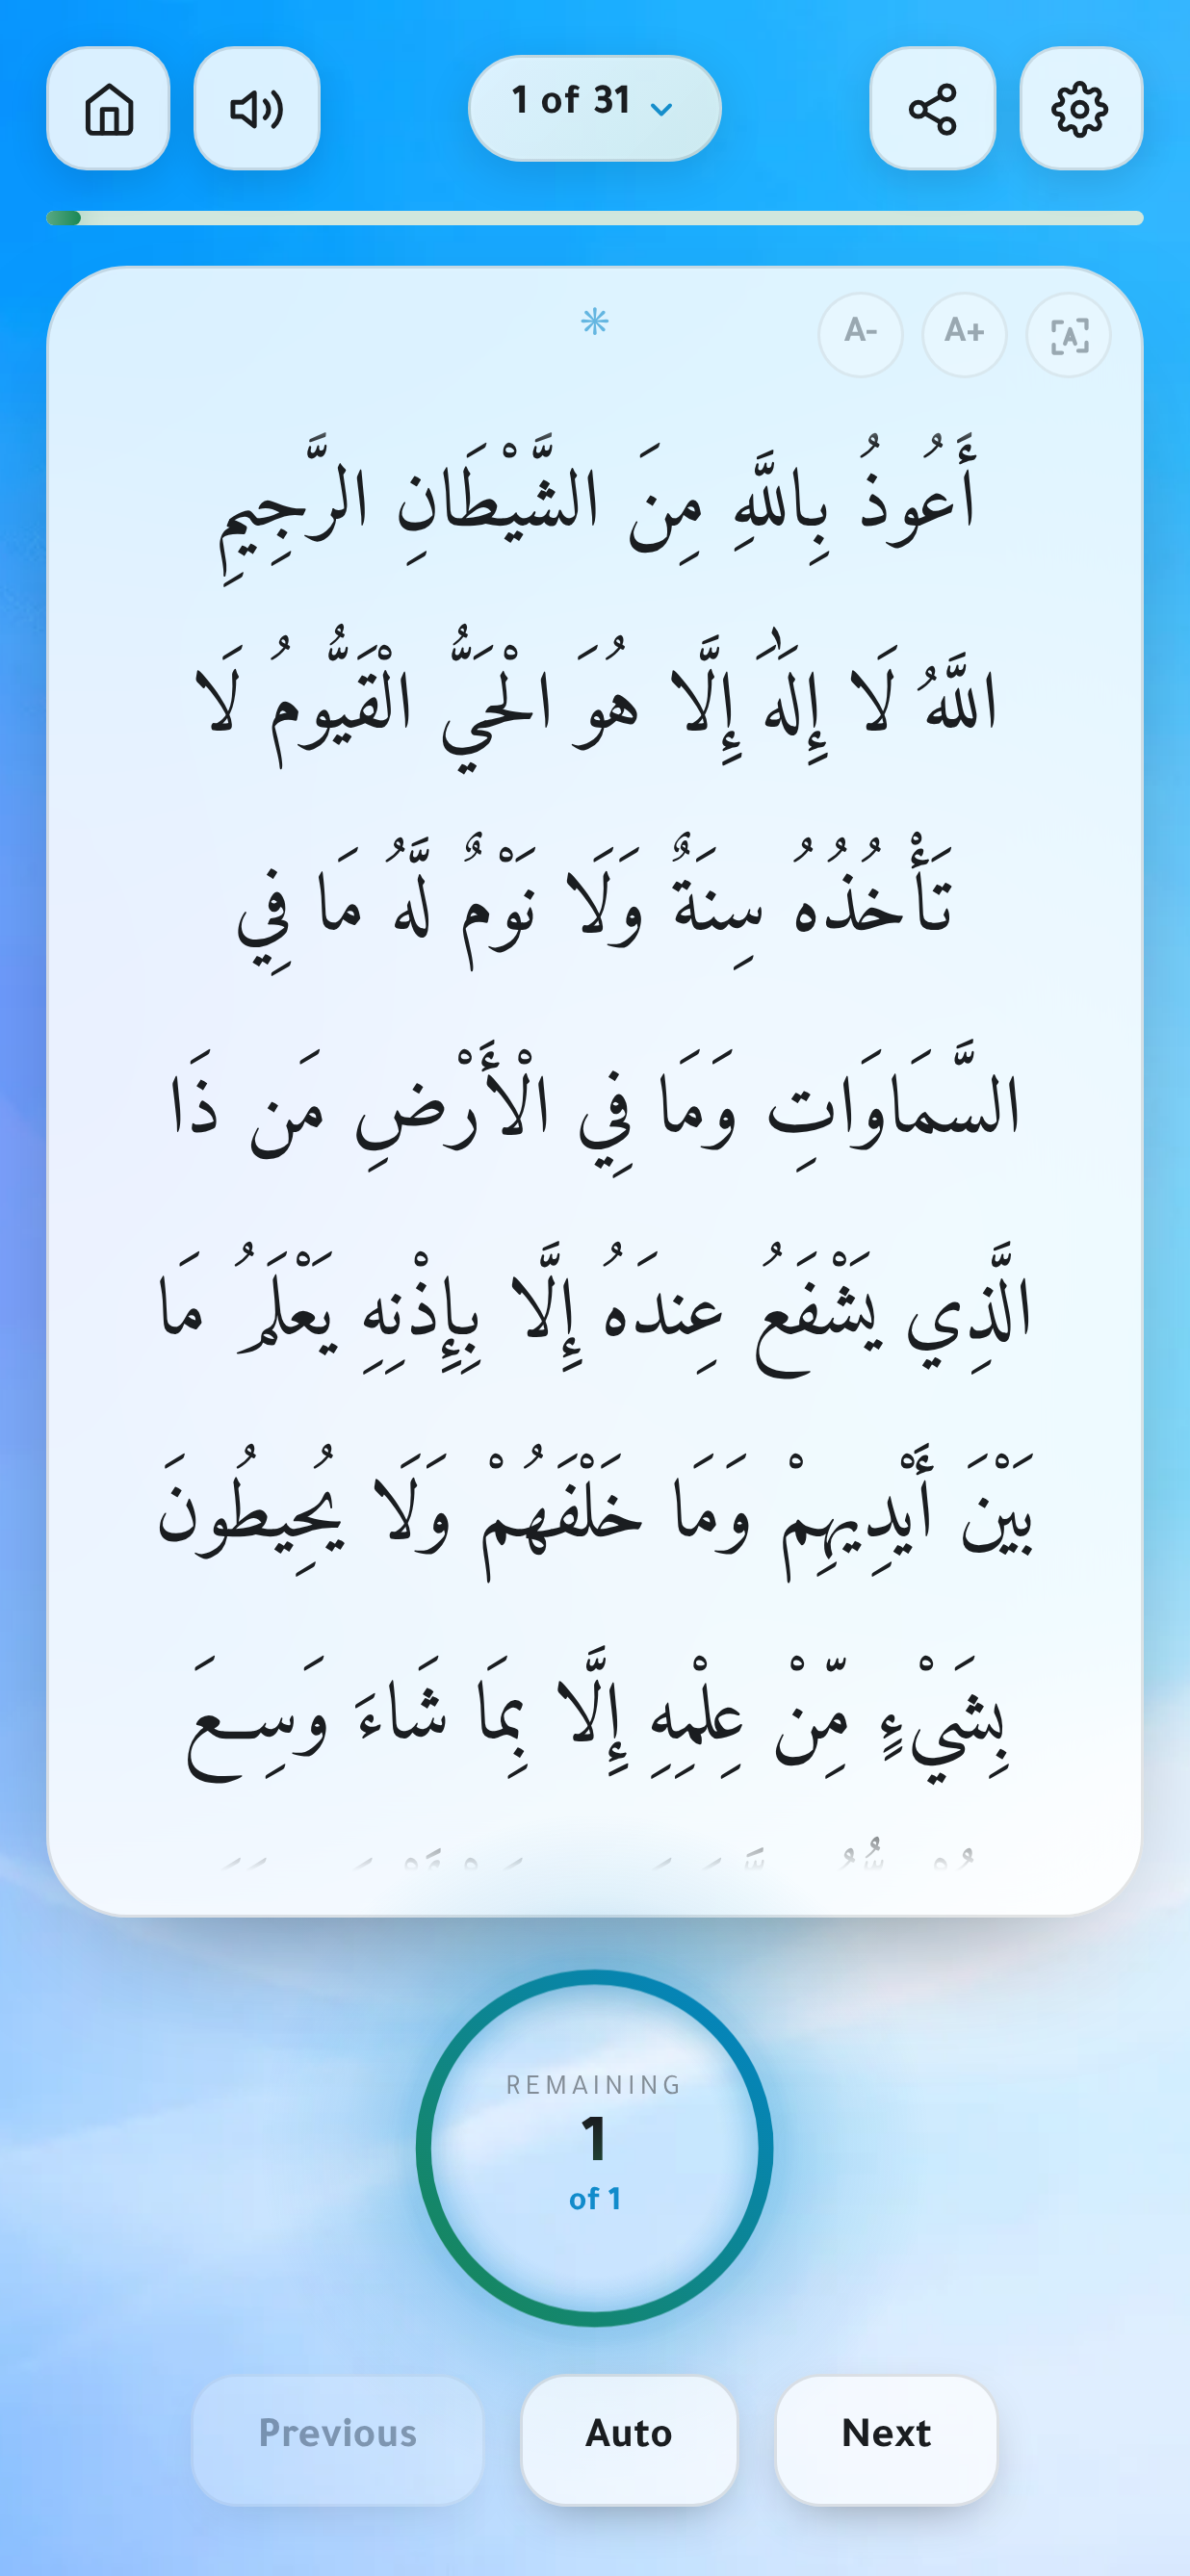 1 of 31
A- A+ A
أَعُوذُ بِاللَّهِ مِنَ الشَّيْطَانِ الرَّجِيمِ
اللَّهُ لَا إِلَٰهَ إِلَّا هُوَ الْحَيُّ الْقَيُّومُ لَا
تَأْخُذُهُ سِنَةٌ وَلَا نَوْمٌ لَّهُ مَا فِي
السَّمَاوَاتِ وَمَا فِي الْأَرْضِ مَن ذَا
الَّذِي يَشْفَعُ عِندَهُ إِلَّا بِإِذْنِهِ يَعْلَمُ مَا
بَيْنَ أَيْدِيهِمْ وَمَا خَلْفَهُمْ وَلَا يُحِيطُونَ
بِشَيْءٍ مِّنْ عِلْمِهِ إِلَّا بِمَا شَاءَ وَسِعَ
REMAINING
1
of 1
Previous Auto Next